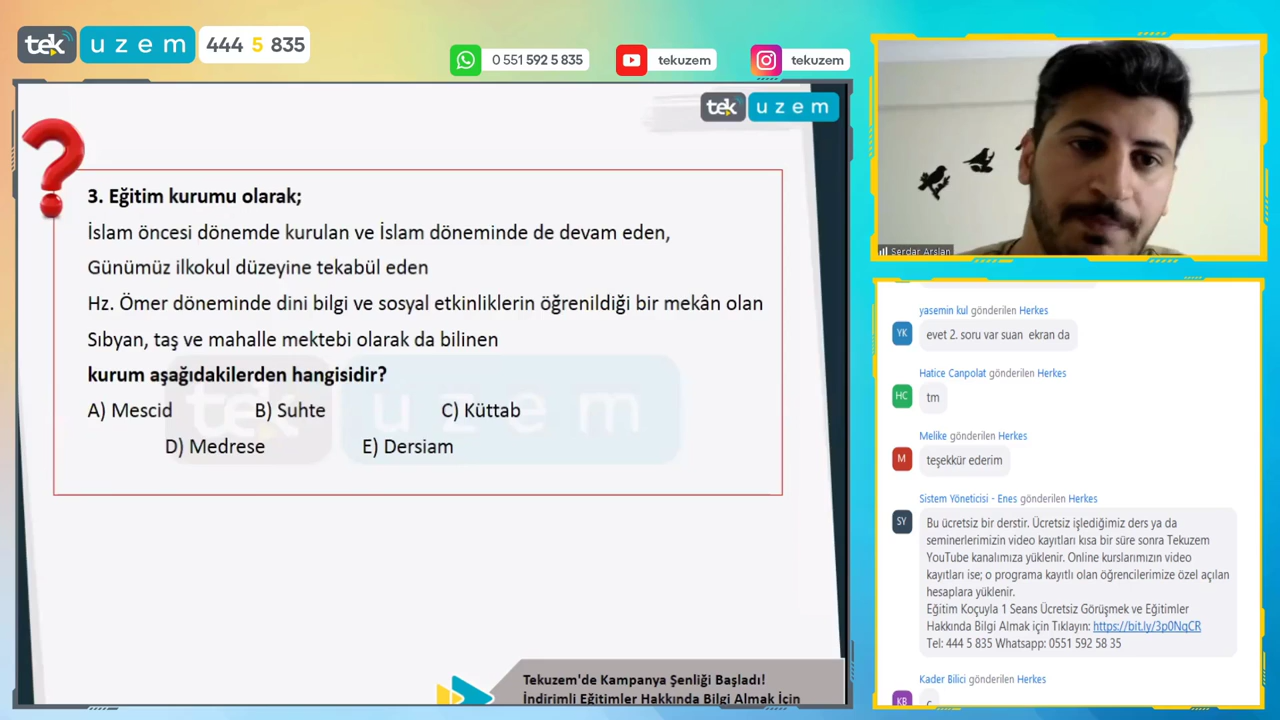 tek uzem 444 5 835
0 551 592 5 835
tekuzem
tekuzem
tek uzem
3. Eğitim kurumu olarak;
İslam öncesi dönemde kurulan ve İslam döneminde de devam eden,
Günümüz ilkokul düzeyine tekabül eden
Hz. Ömer döneminde dini bilgi ve sosyal etkinliklerin öğrenildiği bir mekân olan
Sıbyan, taş ve mahalle mektebi olarak da bilinen
kurum aşağıdakilerden hangisidir?
A) Mescid B) Suhte C) Küttab
D) Medrese E) Dersiam
tek uzem
Tekuzem'de Kampanya Şenliği Başladı!
İndirimli Eğitimler Hakkında Bilgi Almak İçin
Serdar Arslan
yasemin kul gönderilen Herkes
YK
evet 2. soru var suan ekran da
Hatice Canpolat gönderilen Herkes
HC
tm
Melike gönderilen Herkes
M
teşekkür ederim
Sistem Yöneticisi - Enes gönderilen Herkes
SY
Bu ücretsiz bir derstir. Ücretsiz işlediğimiz ders ya da
seminerlerimizin video kayıtları kısa bir süre sonra Tekuzem
YouTube kanalımıza yüklenir. Online kurslarımızın video
kayıtları ise; o programa kayıtlı olan öğrencilerimize özel açılan
hesaplara yüklenir.
Eğitim Koçuyla 1 Seans Ücretsiz Görüşmek ve Eğitimler
Hakkında Bilgi Almak için Tıklayın: https://bit.ly/3p0NqCR
Tel: 444 5 835 Whatsapp: 0551 592 58 35
Kader Bilici gönderilen Herkes
KB